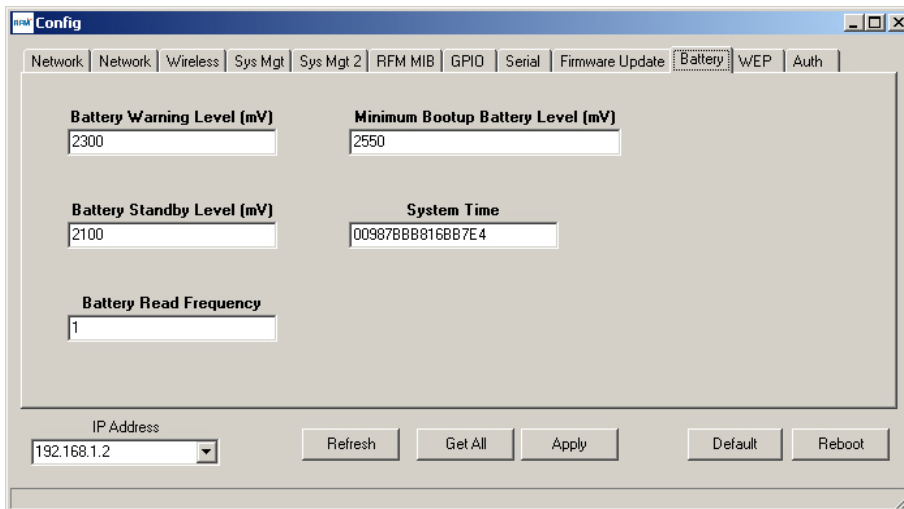 RFM Config
Network Network Wireless Sys Mgt Sys Mgt 2 RFM MIB GPIO Serial Firmware Update Battery WEP Auth
Battery Warning Level (mV) Minimum Bootup Battery Level (mV)
2300 2550
Battery Standby Level (mV) System Time
2100 00987BBB816BB7E4
Battery Read Frequency
1
IP Address
192.168.1.2 Refresh Get All Apply Default Reboot